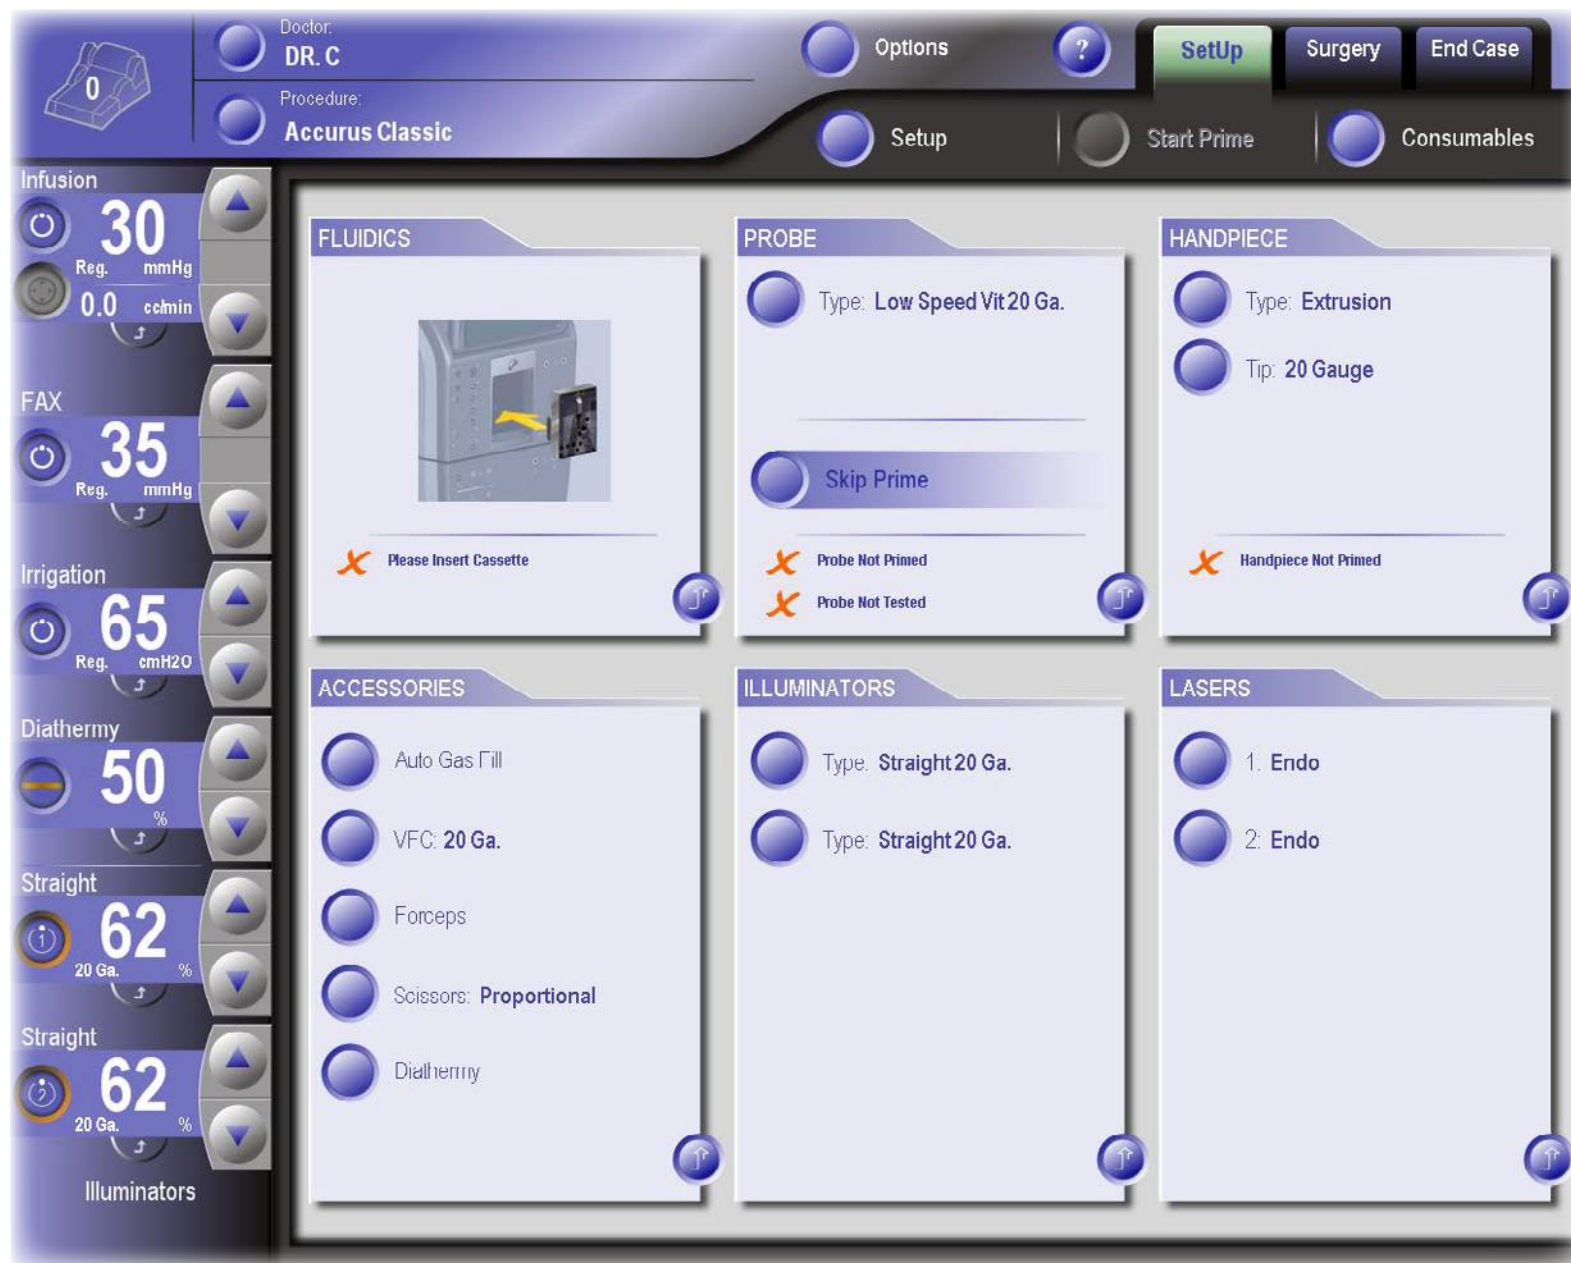 0
Doctor:
DR. C
Procedure:
Accurus Classic
Options
?
SetUp
Surgery
End Case
Setup
Start Prime
Consumables
Infusion
30
Reg. mmHg
0.0 cc/min
FAX
35
Reg. mmHg
Irrigation
65
Reg. cmH2O
Diathermy
50
%
Straight
1
62
20 Ga. %
Straight
2
62
20 Ga. %
Illuminators
FLUIDICS
Please Insert Cassette
PROBE
Type: Low Speed Vit 20 Ga.
Skip Prime
Probe Not Primed
Probe Not Tested
HANDPIECE
Type: Extrusion
Tip: 20 Gauge
Handpiece Not Primed
ACCESSORIES
Auto Gas Fill
VFC: 20 Ga.
Forceps
Scissors: Proportional
Diathermy
ILLUMINATORS
Type: Straight 20 Ga.
Type: Straight 20 Ga.
LASERS
1: Endo
2: Endo